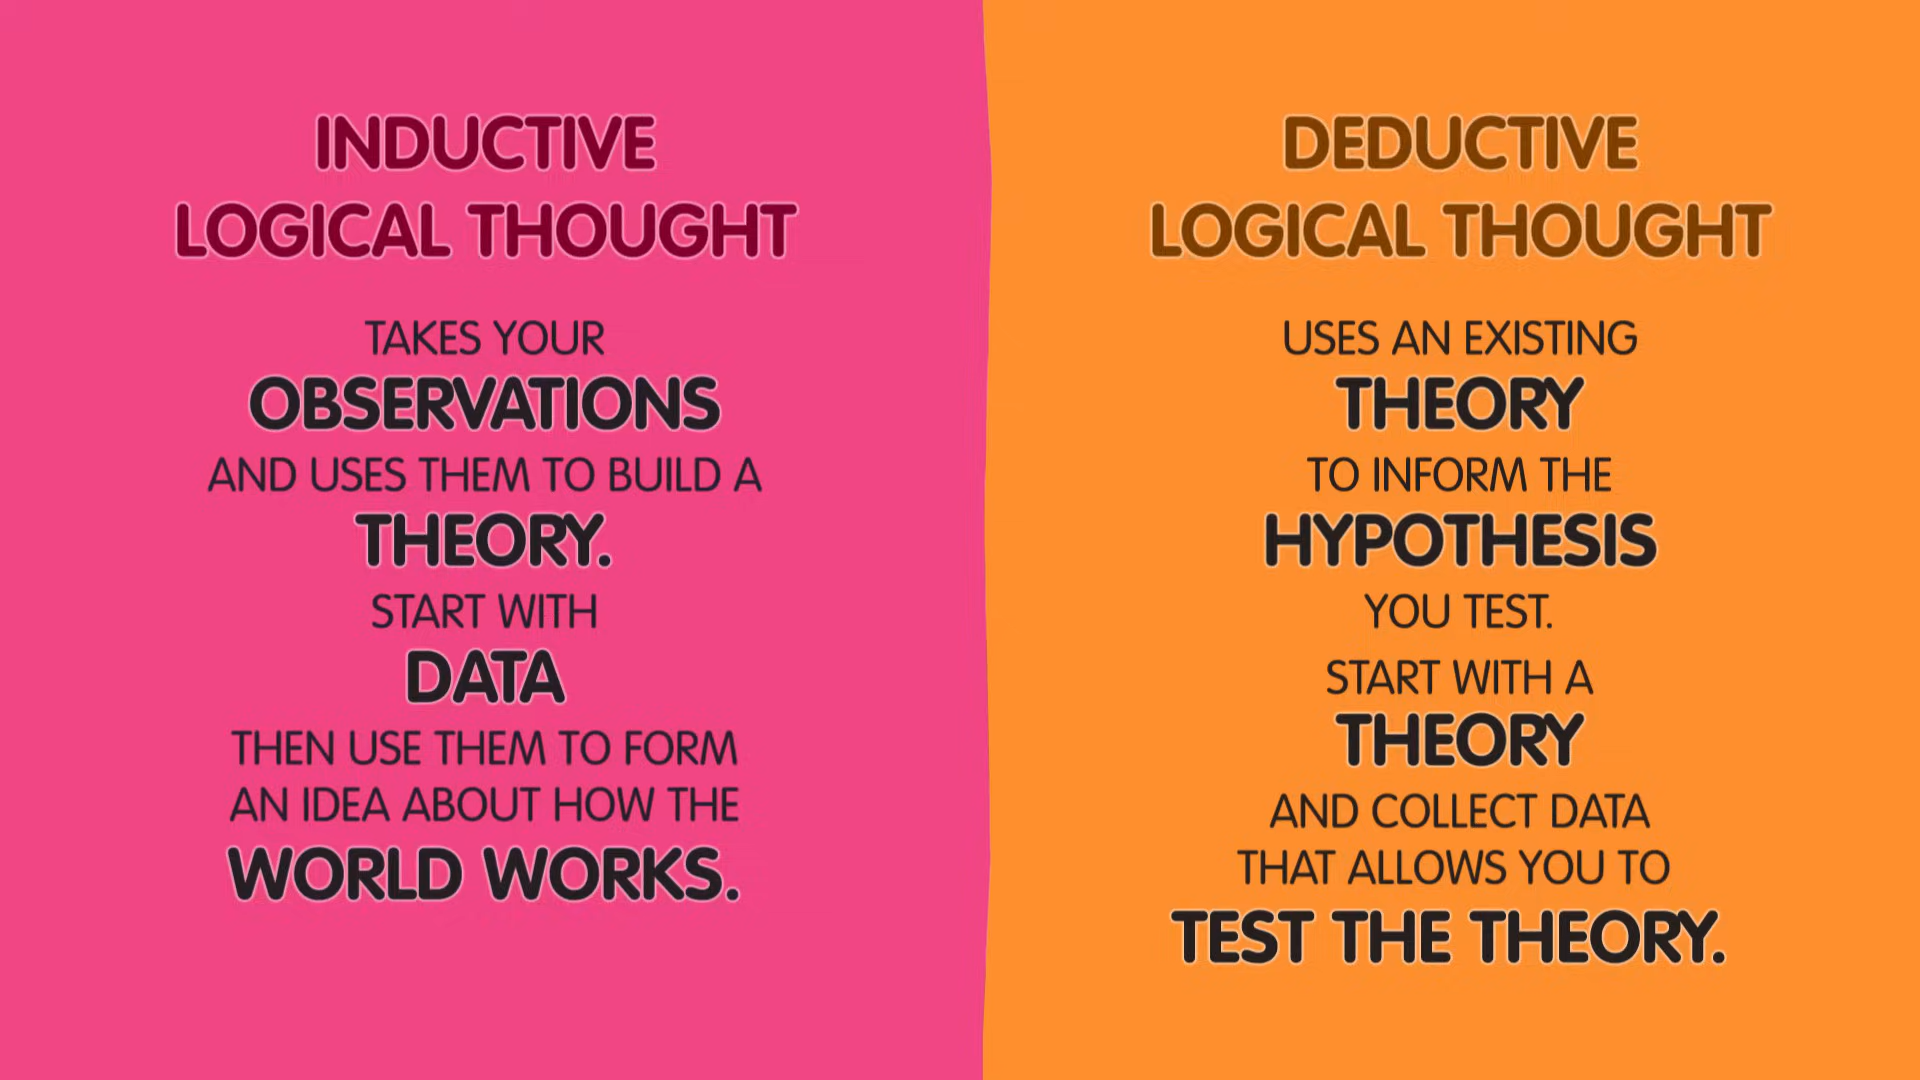 INDUCTIVE
LOGICAL THOUGHT
TAKES YOUR
OBSERVATIONS
AND USES THEM TO BUILD A
THEORY.
START WITH
DATA
THEN USE THEM TO FORM
AN IDEA ABOUT HOW THE
WORLD WORKS.
DEDUCTIVE
LOGICAL THOUGHT
USES AN EXISTING
THEORY
TO INFORM THE
HYPOTHESIS
YOU TEST.
START WITH A
THEORY
AND COLLECT DATA
THAT ALLOWS YOU TO
TEST THE THEORY.